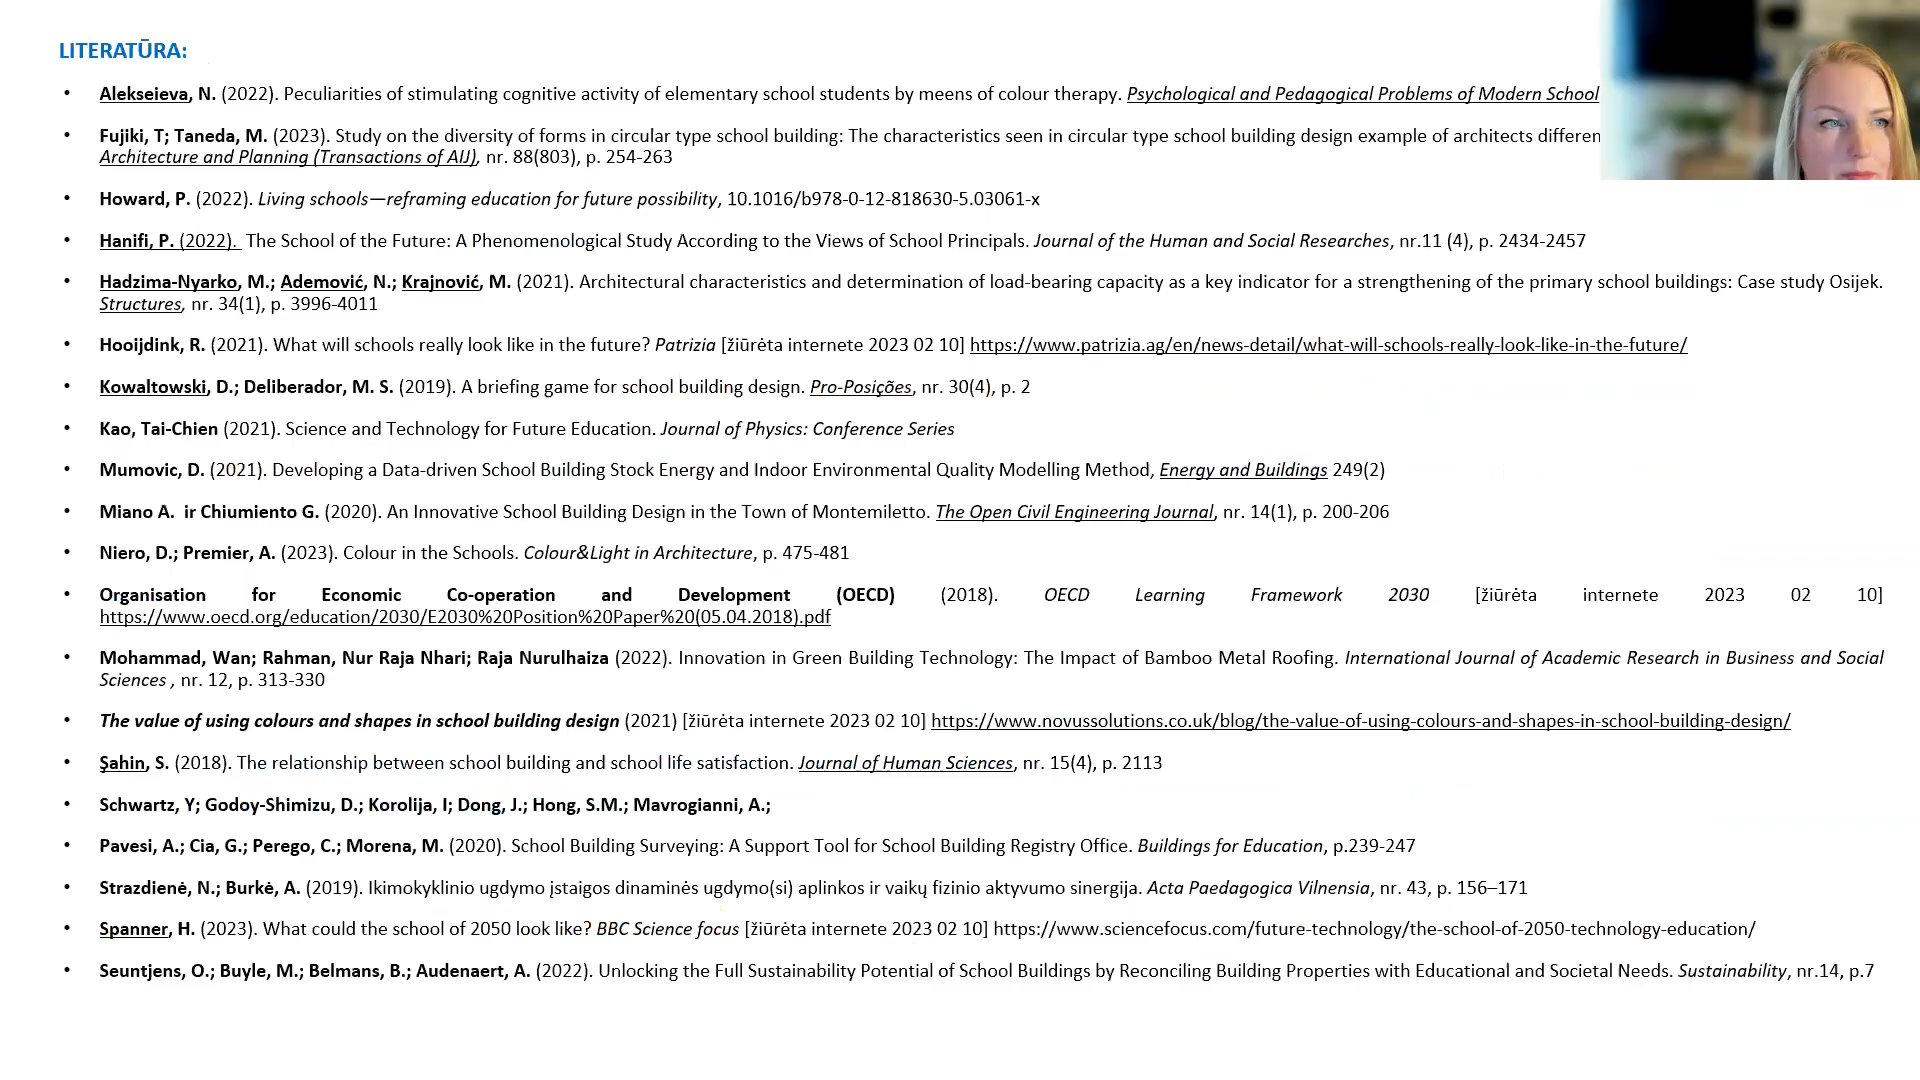 LITERATŪRA:
• Alekseieva, N. (2022). Peculiarities of stimulating cognitive activity of elementary school students by meens of colour therapy. Psychological and Pedagogical Problems of Modern School
• Fujiki, T; Taneda, M. (2023). Study on the diversity of forms in circular type school building: The characteristics seen in circular type school building design example of architects
Architecture and Planning (Transactions of AIJ), nr. 88(803), p. 254-263
• Howard, P. (2022). Living schools—reframing education for future possibility, 10.1016/b978-0-12-818630-5.03061-x
• Hanifi, P. (2022). The School of the Future: A Phenomenological Study According to the Views of School Principals. Journal of the Human and Social Researches, nr.11 (4), p. 2434-2457
• Hadzima-Nyarko, M.; Ademović, N.; Krajnović, M. (2021). Architectural characteristics and determination of load-bearing capacity as a key indicator for a strengthening of the primary school buildings: Case study Osijek.
Structures, nr. 34(1), p. 3996-4011
• Hooijdink, R. (2021). What will schools really look like in the future? Patrizia [žiūrėta internete 2023 02 10] https://www.patrizia.ag/en/news-detail/what-will-schools-really-look-like-in-the-future/
• Kowaltowski, D.; Deliberador, M. S. (2019). A briefing game for school building design. Pro-Posições, nr. 30(4), p. 2
• Kao, Tai-Chien (2021). Science and Technology for Future Education. Journal of Physics: Conference Series
• Mumovic, D. (2021). Developing a Data-driven School Building Stock Energy and Indoor Environmental Quality Modelling Method, Energy and Buildings 249(2)
• Miano A. ir Chiumiento G. (2020). An Innovative School Building Design in the Town of Montemiletto. The Open Civil Engineering Journal, nr. 14(1), p. 200-206
• Niero, D.; Premier, A. (2023). Colour in the Schools. Colour&Light in Architecture, p. 475-481
• Organisation for Economic Co-operation and Development (OECD) (2018). OECD Learning Framework 2030 [žiūrėta internete 2023 02 10]
https://www.oecd.org/education/2030/E2030%20Position%20Paper%20(05.04.2018).pdf
• Mohammad, Wan; Rahman, Nur Raja Nhari; Raja Nurulhaiza (2022). Innovation in Green Building Technology: The Impact of Bamboo Metal Roofing. International Journal of Academic Research in Business and Social
Sciences , nr. 12, p. 313-330
• The value of using colours and shapes in school building design (2021) [žiūrėta internete 2023 02 10] https://www.novussolutions.co.uk/blog/the-value-of-using-colours-and-shapes-in-school-building-design/
• Şahin, S. (2018). The relationship between school building and school life satisfaction. Journal of Human Sciences, nr. 15(4), p. 2113
• Schwartz, Y; Godoy-Shimizu, D.; Korolija, I; Dong, J.; Hong, S.M.; Mavrogianni, A.;
• Pavesi, A.; Cia, G.; Perego, C.; Morena, M. (2020). School Building Surveying: A Support Tool for School Building Registry Office. Buildings for Education, p.239-247
• Strazdienė, N.; Burkė, A. (2019). Ikimokyklinio ugdymo įstaigos dinaminės ugdymo(si) aplinkos ir vaikų fizinio aktyvumo sinergija. Acta Paedagogica Vilnensia, nr. 43, p. 156–171
• Spanner, H. (2023). What could the school of 2050 look like? BBC Science focus [žiūrėta internete 2023 02 10] https://www.sciencefocus.com/future-technology/the-school-of-2050-technology-education/
• Seuntjens, O.; Buyle, M.; Belmans, B.; Audenaert, A. (2022). Unlocking the Full Sustainability Potential of School Buildings by Reconciling Building Properties with Educational and Societal Needs. Sustainability, nr.14, p.7